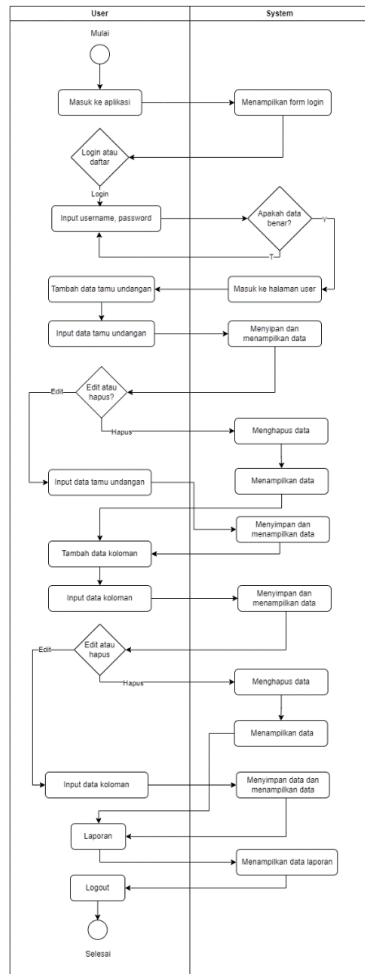 User
System
Mulai
Masuk ke aplikasi
Menampilkan form login
Login atau
daftar
Login
Input username, password
Apakah data
benar?
y
T
Tambah data tamu undangan
Masuk ke halaman user
Input data tamu undangan
Menyipan dan
menampilkan data
Edit atau
hapus?
Edit
Hapus
Menghapus data
Menampilkan data
Input data tamu undangan
Menyimpan dan
menampilkan data
Tambah data koloman
Input data koloman
Menyimpan dan
menampilkan data
Edit atau
hapus
Edit
Hapus
Menghapus data
Menampilkan data
Input data koloman
Menyimpan data dan
menampilkan data
Laporan
Menampilkan data laporan
Logout
Selesai